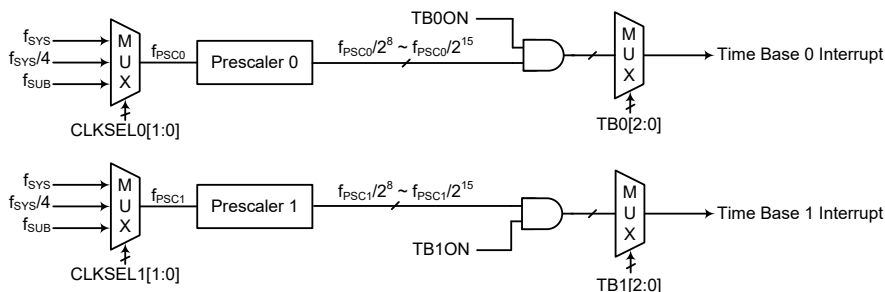 TB0ON
fSYS
fSYS/4
fSUB
M
U
X
fPSC0
Prescaler 0
fPSC0/2^8 ~ fPSC0/2^15
M
U
X
Time Base 0 Interrupt
CLKSEL0[1:0]
TB0[2:0]
fSYS
fSYS/4
fSUB
M
U
X
fPSC1
Prescaler 1
fPSC1/2^8 ~ fPSC1/2^15
M
U
X
Time Base 1 Interrupt
TB1ON
CLKSEL1[1:0]
TB1[2:0]